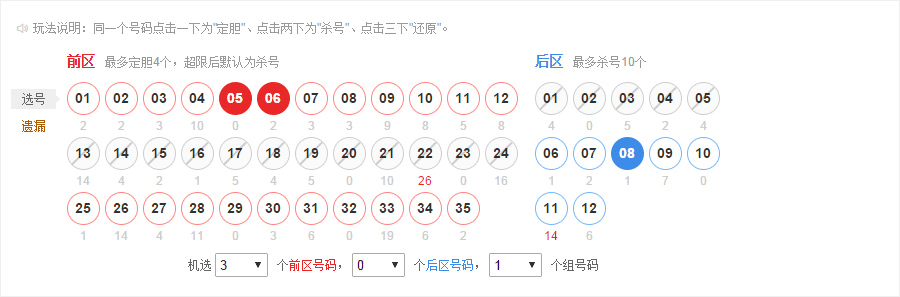 玩法说明：同一个号码点击一下为"定胆"、点击两下为"杀号"、点击三下"还原"。
前区 最多定胆4个，超限后默认为杀号 后区 最多杀号10个
选号 01 02 03 04 05 06 07 08 09 10 11 12 01 02 03 04 05
遗漏 2 2 3 10 0 2 3 3 9 8 5 8 4 0 5 2 4
13 14 15 16 17 18 19 20 21 22 23 24 06 07 08 09 10
14 4 2 1 5 4 5 0 10 26 0 16 1 2 1 7 0
25 26 27 28 29 30 31 32 33 34 35 11 12
1 14 4 11 0 3 6 0 19 6 2 14 6
机选 3 个前区号码， 0 个后区号码， 1 个组号码